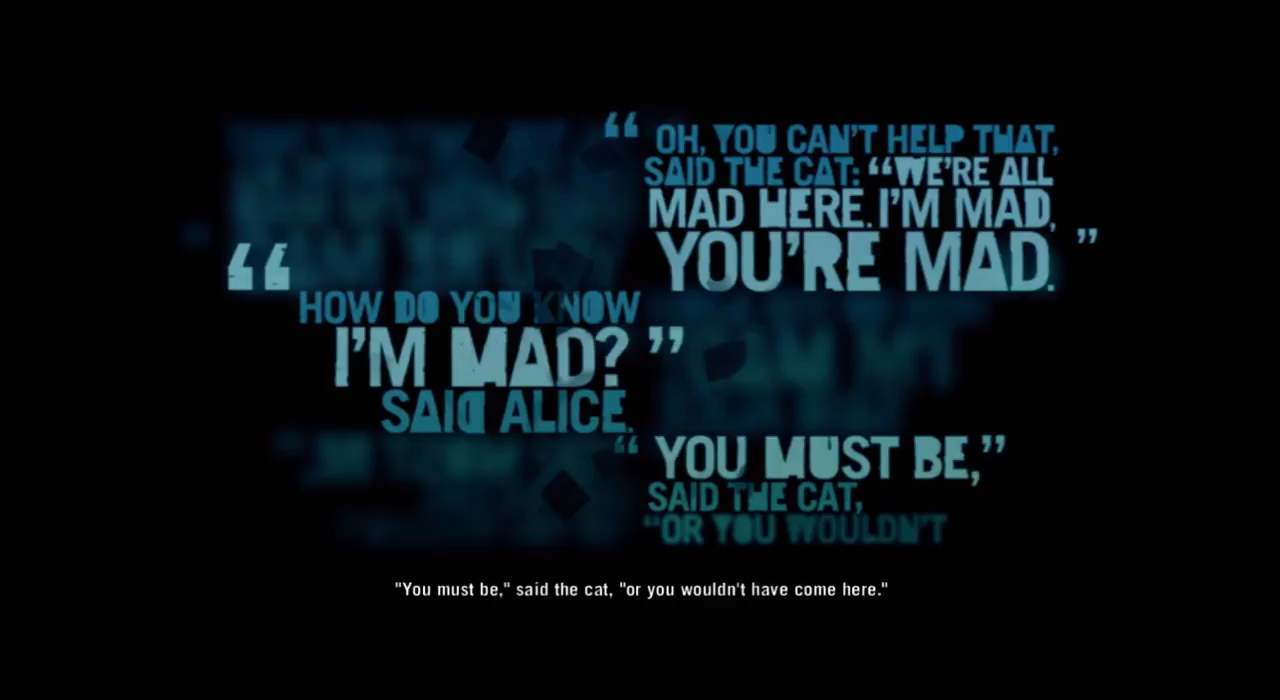 “OH, YOU CAN’T HELP THAT,
SAID THE CAT: “WE’RE ALL
MAD HERE. I’M MAD,
YOU’RE MAD.”
“HOW DO YOU KNOW
I’M MAD?”
SAID ALICE.
“YOU MUST BE,”
SAID THE CAT,
“OR YOU WOULDN’T
"You must be," said the cat, "or you wouldn't have come here."